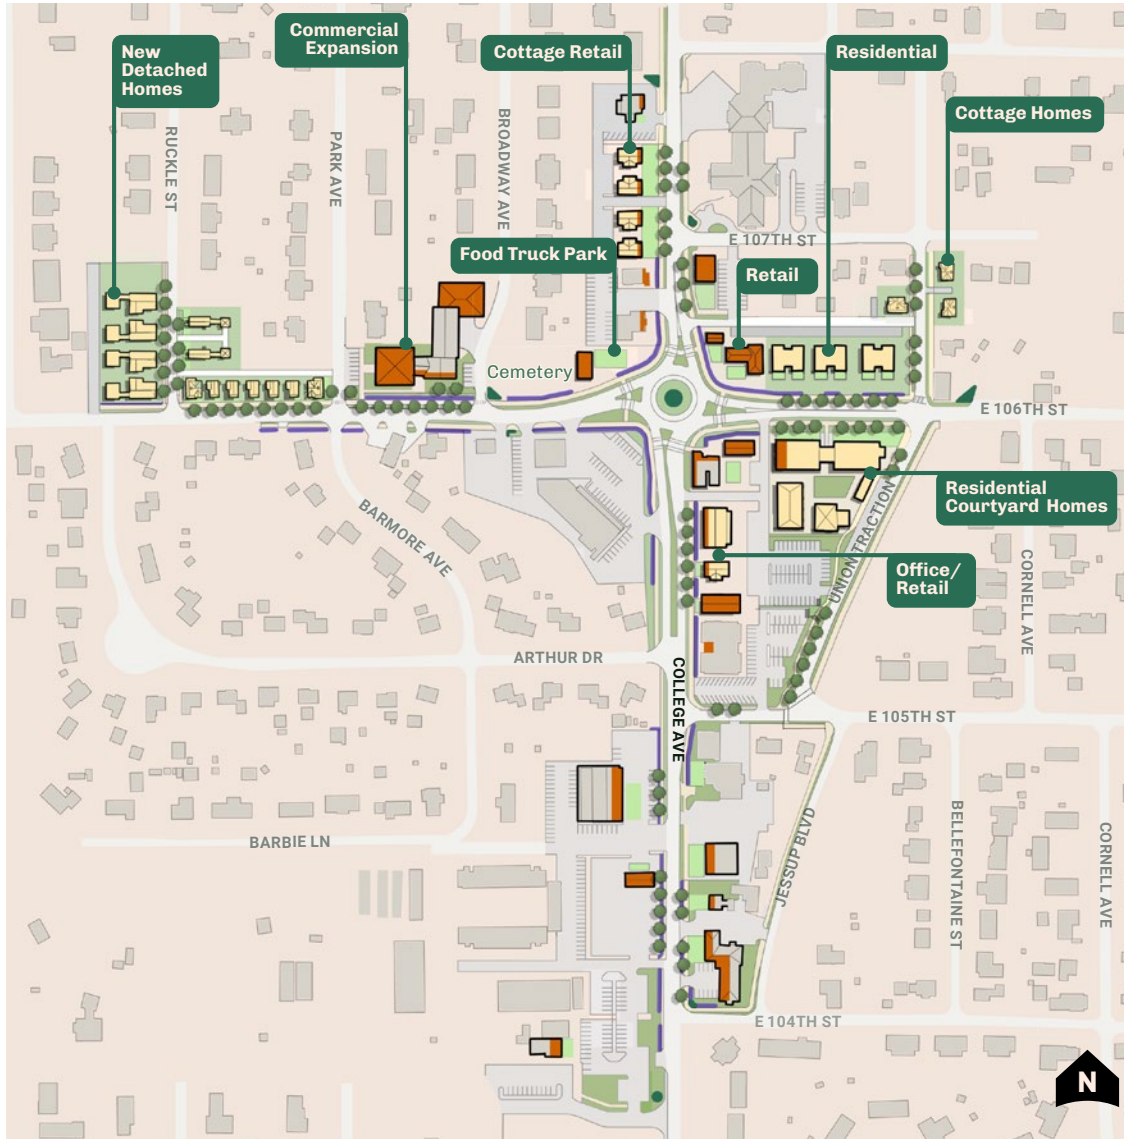 Commercial
Expansion
Cottage Retail
Residential
New
Detached
Homes
Cottage Homes
RUCKLE ST
PARK AVE
BROADWAY AVE
E 107TH ST
Food Truck Park
Retail
Cemetery
E 106TH ST
Residential
Courtyard Homes
UNION TRACTION
BARMORE AVE
Office/
Retail
CORNELL AVE
ARTHUR DR
COLLEGE AVE
E 105TH ST
BARBIE LN
JESSUP BLVD
BELLEFONTAINE ST
CORNELL AVE
E 104TH ST
N